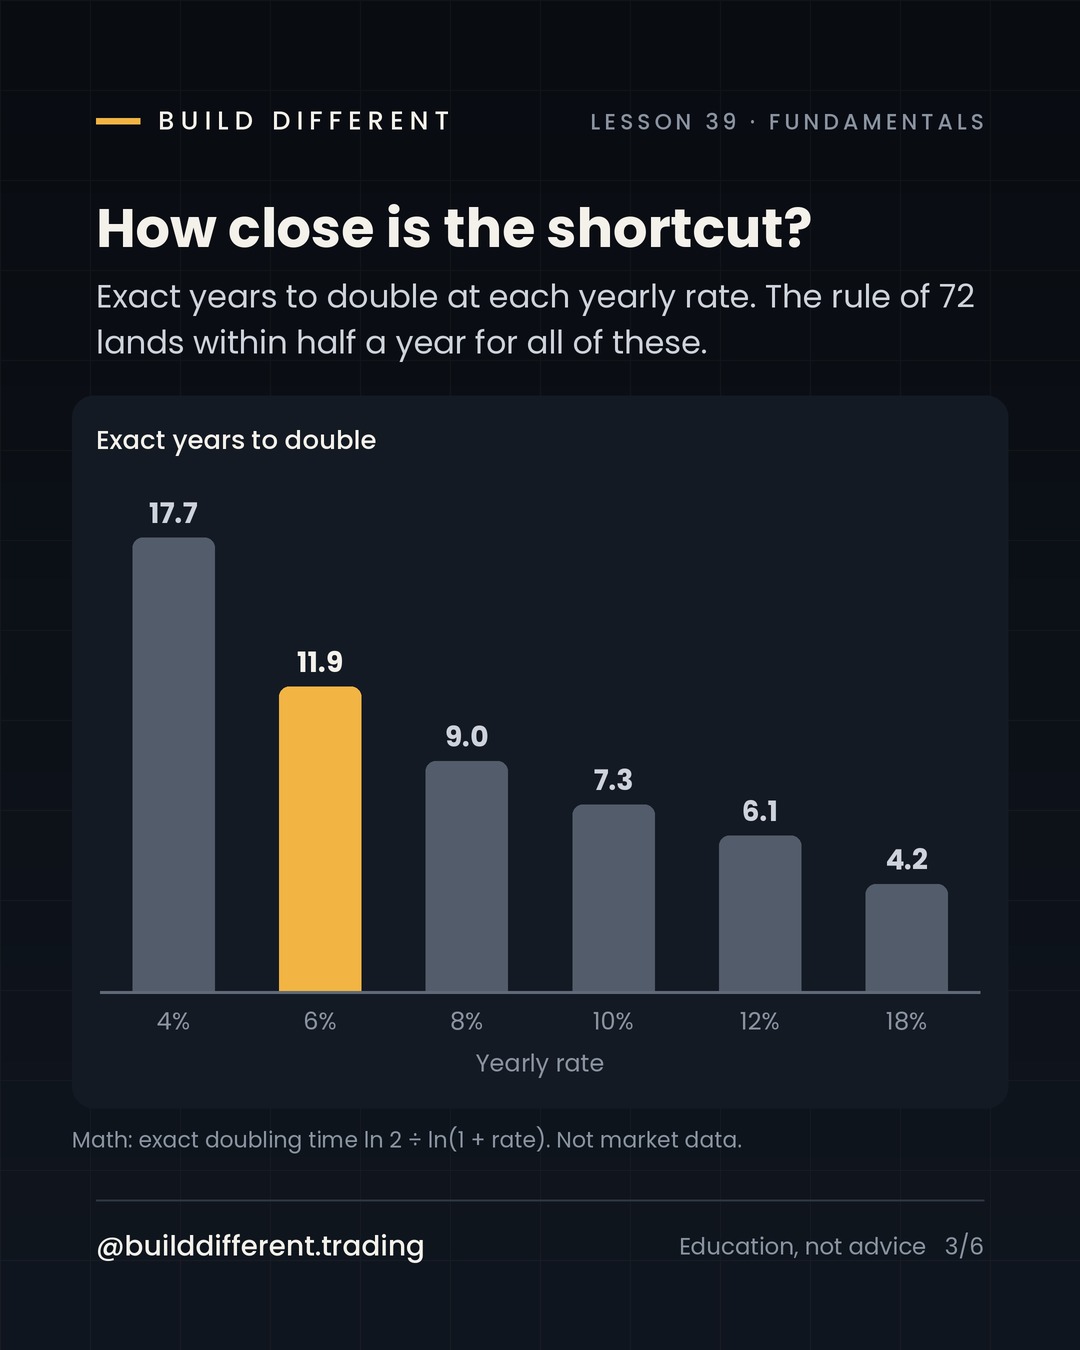 BUILD DIFFERENT
LESSON 39 · FUNDAMENTALS
How close is the shortcut?
Exact years to double at each yearly rate. The rule of 72
lands within half a year for all of these.
Exact years to double
17.7
11.9
9.0
7.3
6.1
4.2
4% 6% 8% 10% 12% 18%
Yearly rate
Math: exact doubling time ln 2 ÷ ln(1 + rate). Not market data.
@builddifferent.trading
Education, not advice 3/6